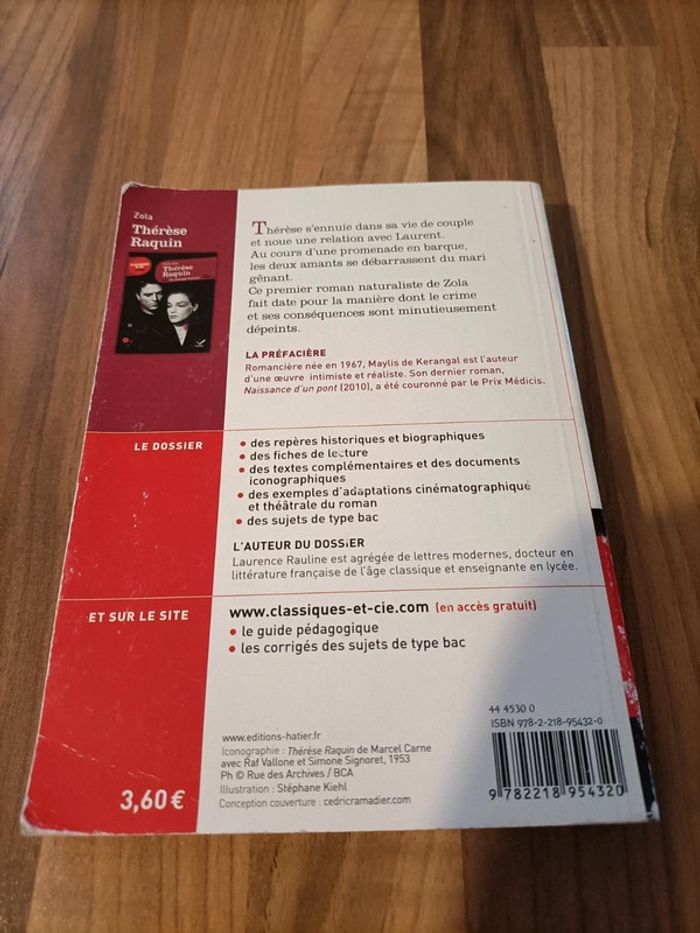 Zola
Thérèse
Raquin
Thérèse
Raquin
Thérèse s'ennuie dans sa vie de couple
et noue une relation avec Laurent.
Au cours d'une promenade en barque,
les deux amants se débarrassent du mari
gênant.
Ce premier roman naturaliste de Zola
fait date pour la manière dont le crime
et ses conséquences sont minutieusement
dépeints.
LA PRÉFACIÈRE
Romancière née en 1967, Maylis de Kerangal est l'auteur
d'une œuvre intimiste et réaliste. Son dernier roman,
Naissance d'un pont (2010), a été couronné par le Prix Médicis.
LE DOSSIER
• des repères historiques et biographiques
• des fiches de lecture
• des textes complémentaires et des documents
iconographiques
• des exemples d'adaptations cinématographique
et théâtrale du roman
• des sujets de type bac
L'AUTEUR DU DOSSIER
Laurence Rauline est agrégée de lettres modernes, docteur en
littérature française de l'âge classique et enseignante en lycée.
ET SUR LE SITE
www.classiques-et-cie.com (en accès gratuit)
• le guide pédagogique
• les corrigés des sujets de type bac
44 4530 0
ISBN 978-2-218-95432-0
www.editions-hatier.fr
Iconographie : Thérèse Raquin de Marcel Carne
avec Raf Vallone et Simone Signoret, 1953
Ph © Rue des Archives / BCA
Illustration : Stéphane Kiehl
Conception couverture : cedricramadier.com
3,60 €
9 782218 954320